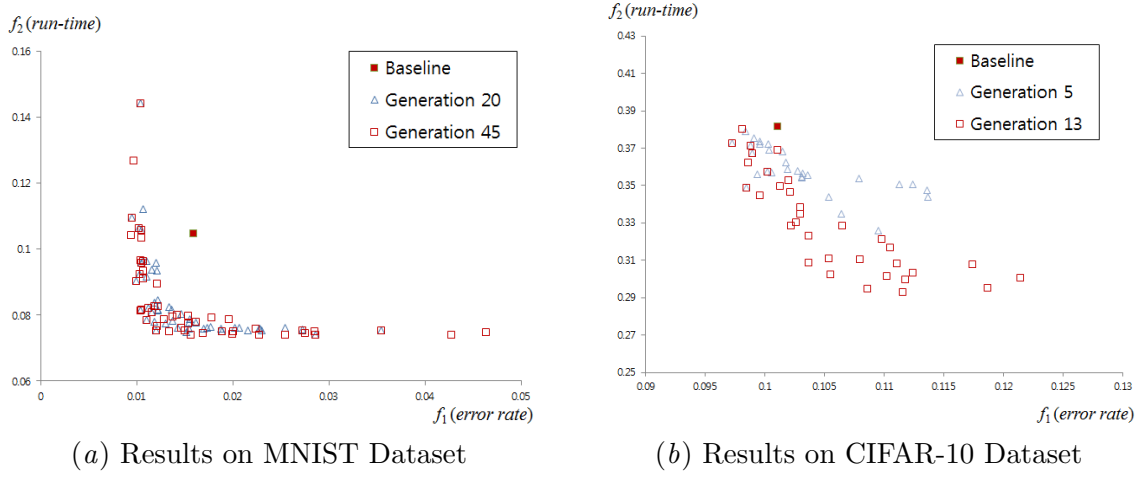 f₂(run-time)
0.16
0.14
0.12
0.1
0.08
0.06
0
0.01
0.02
0.03
0.04
0.05
f₁(error rate)
Baseline
Generation 20
Generation 45
(a) Results on MNIST Dataset
f₂(run-time)
0.43
0.41
0.39
0.37
0.35
0.33
0.31
0.29
0.27
0.25
0.09
0.095
0.1
0.105
0.11
0.115
0.12
0.125
0.13
f₁(error rate)
Baseline
Generation 5
Generation 13
(b) Results on CIFAR-10 Dataset